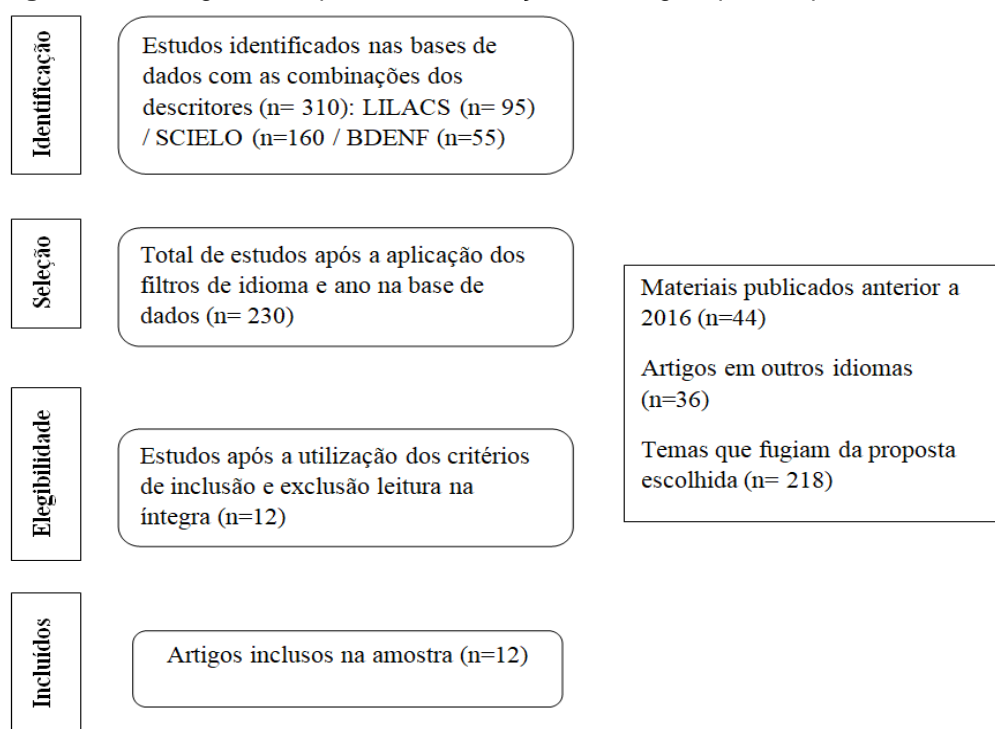 Identificação
Estudos identificados nas bases de
dados com as combinações dos
descritores (n= 310): LILACS (n= 95)
/ SCIELO (n=160 / BDENF (n=55)
Seleção
Total de estudos após a aplicação dos
filtros de idioma e ano na base de
dados (n= 230)
Materiais publicados anterior a
2016 (n=44)
Artigos em outros idiomas
(n=36)
Temas que fugiam da proposta
escolhida (n= 218)
Elegibilidade
Estudos após a utilização dos critérios
de inclusão e exclusão leitura na
íntegra (n=12)
Incluídos
Artigos inclusos na amostra (n=12)